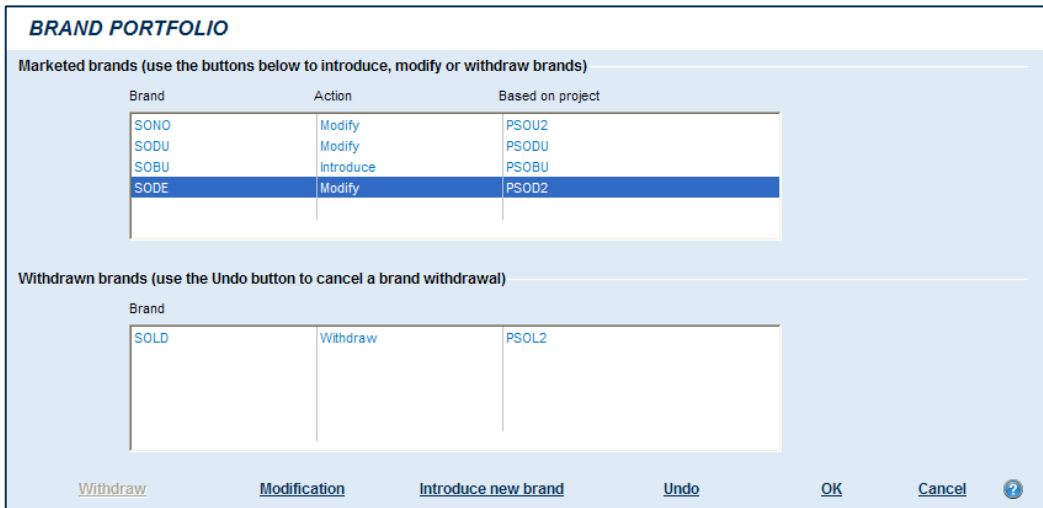 BRAND PORTFOLIO
Marketed brands (use the buttons below to introduce, modify or withdraw brands)
Brand Action Based on project
SONO Modify PSOU2
SODU Modify PSODU
SOBU Introduce PSOBU
SODE Modify PSOD2
Withdrawn brands (use the Undo button to cancel a brand withdrawal)
Brand
SOLD Withdraw PSOL2
Withdraw Modification Introduce new brand Undo OK Cancel ?